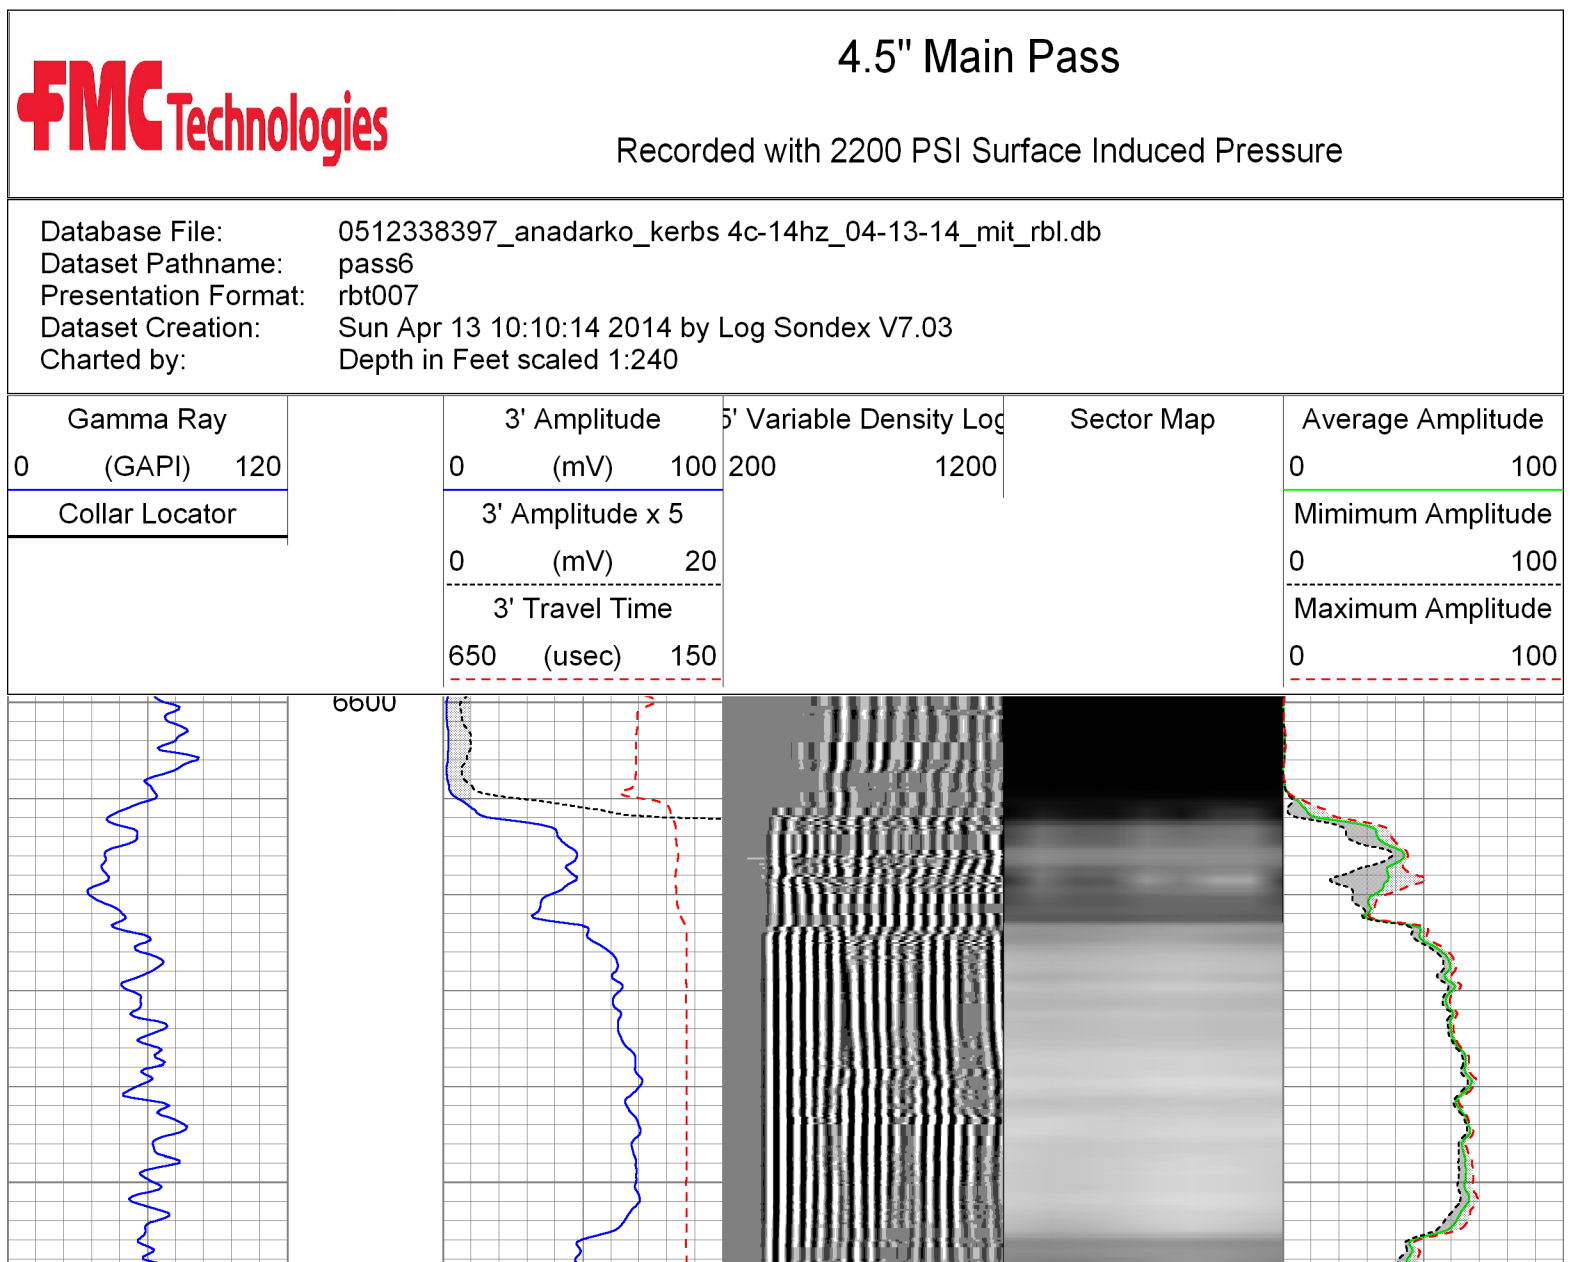 FMC Technologies
4.5" Main Pass
Recorded with 2200 PSI Surface Induced Pressure
Database File: 0512338397_anadarko_kerbs 4c-14hz_04-13-14_mit_rbl.db
Dataset Pathname: pass6
Presentation Format: rbt007
Dataset Creation: Sun Apr 13 10:10:14 2014 by Log Sondex V7.03
Charted by: Depth in Feet scaled 1:240
Gamma Ray
0 (GAPI) 120
Collar Locator
3' Amplitude
0 (mV) 100
3' Amplitude x 5
0 (mV) 20
3' Travel Time
650 (usec) 150
5' Variable Density Log
200 1200
Sector Map
Average Amplitude
0 100
Mimimum Amplitude
0 100
Maximum Amplitude
0 100
6600